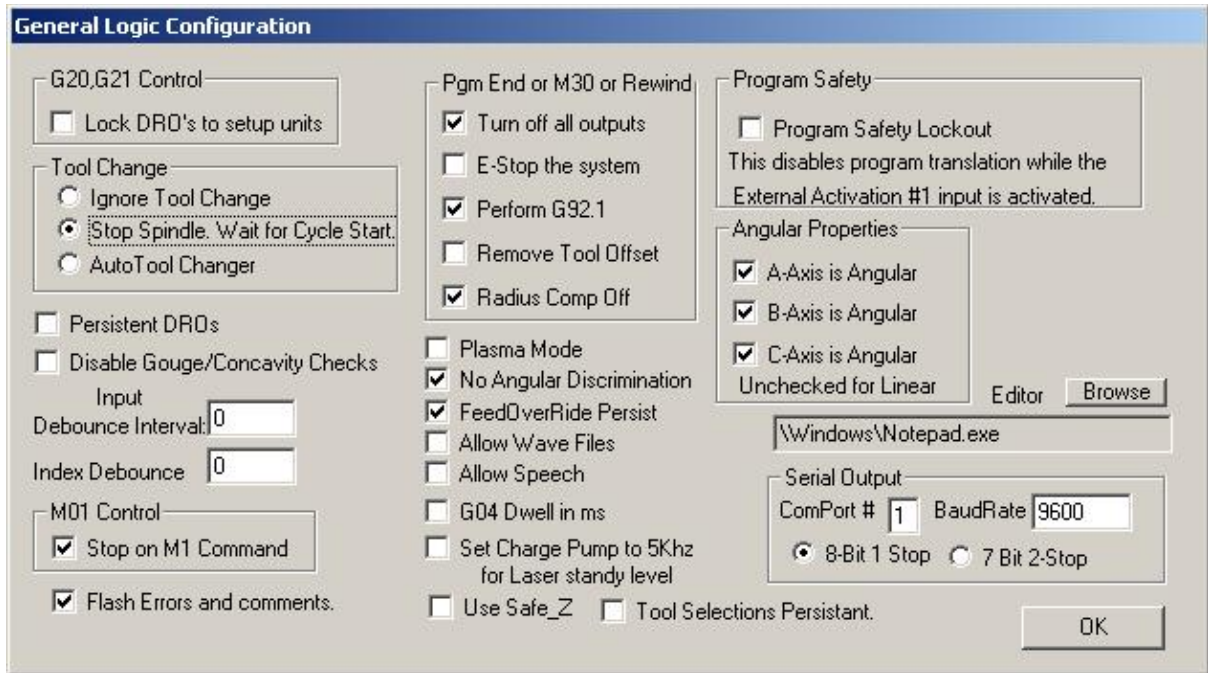 General Logic Configuration
G20,G21 Control
Lock DRO's to setup units
Tool Change
Ignore Tool Change
Stop Spindle. Wait for Cycle Start.
AutoTool Changer
Persistent DROs
Disable Gouge/Concavity Checks
Input
Debounce Interval: 0
Index Debounce 0
M01 Control
Stop on M1 Command
Flash Errors and comments.
Pgm End or M30 or Rewind
Turn off all outputs
E-Stop the system
Perform G92.1
Remove Tool Offset
Radius Comp Off
Plasma Mode
No Angular Discrimination
FeedOverRide Persist
Allow Wave Files
Allow Speech
G04 Dwell in ms
Set Charge Pump to 5Khz
for Laser standy level
Use Safe_Z
Tool Selections Persistant.
Program Safety
Program Safety Lockout
This disables program translation while the
External Activation #1 input is activated.
Angular Properties
A-Axis is Angular
B-Axis is Angular
C-Axis is Angular
Unchecked for Linear
Editor Browse
\Windows\Notepad.exe
Serial Output
ComPort # 1 BaudRate 9600
8-Bit 1 Stop 7 Bit 2-Stop
OK